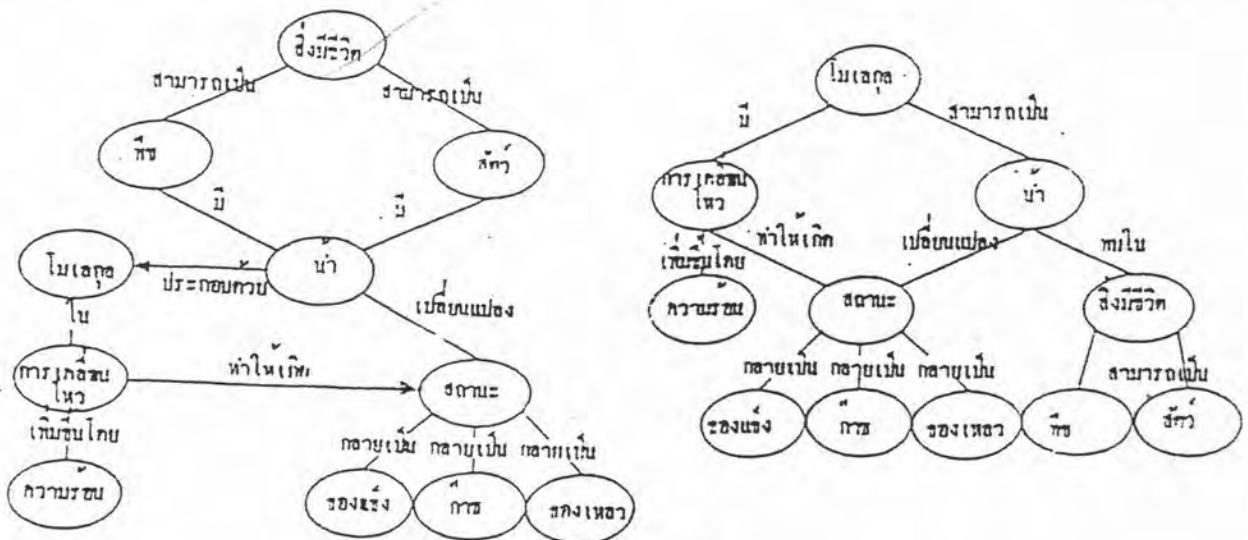 สิ่งมีชีวิต
สามารถเป็น
สามารถเป็น
พืช
สัตว์
มี
มี
น้ำ
โมเลกุล
ประกอบด้วย
เปลี่ยนแปลง
ใน
การเคลื่อน
ไหว
ทำให้เกิด
สถานะ
เพิ่มขึ้นโดย
กลายเป็น
กลายเป็น
กลายเป็น
ความร้อน
ของแข็ง
ก๊าซ
ของเหลว
โมเลกุล
มี
สามารถเป็น
การเคลื่อน
ไหว
น้ำ
เพิ่มขึ้นโดย
ทำให้เกิด
เปลี่ยนแปลง
พบใน
ความร้อน
สถานะ
สิ่งมีชีวิต
กลายเป็น
กลายเป็น
กลายเป็น
สามารถเป็น
ของแข็ง
ก๊าซ
ของเหลว
พืช
สัตว์